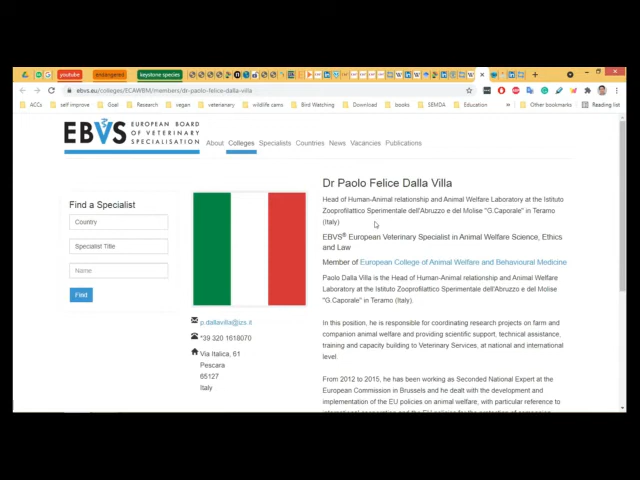 youtube endangered keystone species
ebvs.eu/colleges/ECAWBM/members/dr-paolo-felice-dalla-villa
ACCs self improve Goal Research vegan veterianary wildlife cams Bird Watching Download books SEMDA Education » Other bookmarks Reading list
EBVS EUROPEAN BOARD
OF VETERINARY
SPECIALISATION
About Colleges Specialists Countries News Vacancies Publications
Find a Specialist
Country
Specialist Title
Name
Find
p.dallavilla@izs.it
"39 320 1618070
Via Italica, 61
Pescara
65127
Italy
Dr Paolo Felice Dalla Villa
Head of Human-Animal relationship and Animal Welfare Laboratory at the Istituto
Zooprofilattico Sperimentale dell'Abruzzo e del Molise "G Caporale" in Teramo
(Italy)
EBVS® European Veterinary Specialist in Animal Welfare Science, Ethics
and Law
Member of European College of Animal Welfare and Behavioural Medicine
Paolo Dalla Villa is the Head of Human-Animal relationship and Animal Welfare
Laboratory at the Istituto Zooprofilattico Sperimentale dell'Abruzzo e del Molise
"G Caporale" in Teramo (Italy).
In this position, he is responsible for coordinating research projects on farm and
companion animal welfare and providing scientific support, technical assistance,
training and capacity building to Veterinary Services, at national and international
level
From 2012 to 2015, he has been working as Seconded National Expert at the
European Commission in Brussels and he dealt with the development and
implementation of the EU policies on animal welfare, with particular reference to